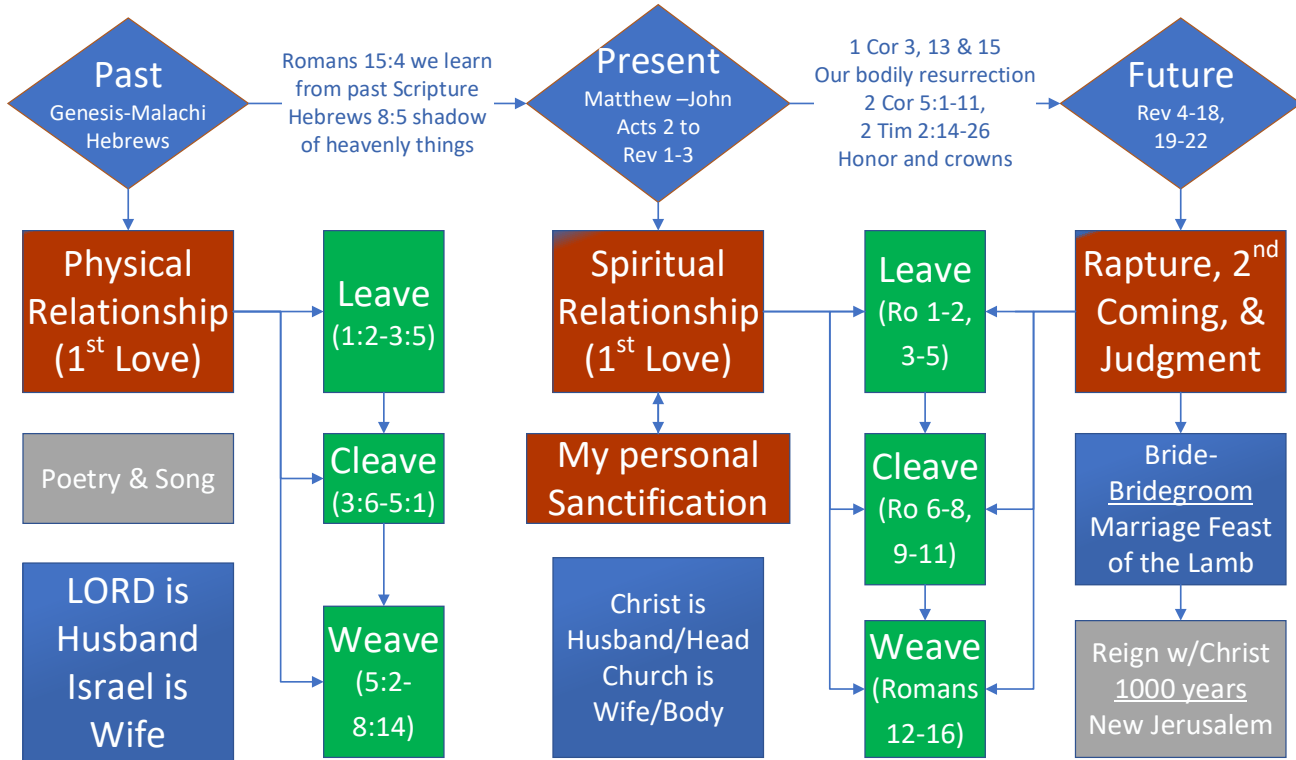 Past
Genesis-Malachi
Hebrews
Romans 15:4 we learn
from past Scripture
Hebrews 8:5 shadow
of heavenly things
Present
Matthew –John
Acts 2 to
Rev 1-3
1 Cor 3, 13 & 15
Our bodily resurrection
2 Cor 5:1-11,
2 Tim 2:14-26
Honor and crowns
Future
Rev 4-18,
19-22
Physical
Relationship
(1st Love)
Leave
(1:2-3:5)
Spiritual
Relationship
(1st Love)
Leave
(Ro 1-2,
3-5)
Rapture, 2nd
Coming, &
Judgment
Poetry & Song
Cleave
(3:6-5:1)
My personal
Sanctification
Cleave
(Ro 6-8,
9-11)
Bride-
Bridegroom
Marriage Feast
of the Lamb
LORD is
Husband
Israel is
Wife
Weave
(5:2-
8:14)
Christ is
Husband/Head
Church is
Wife/Body
Weave
(Romans
12-16)
Reign w/Christ
1000 years
New Jerusalem